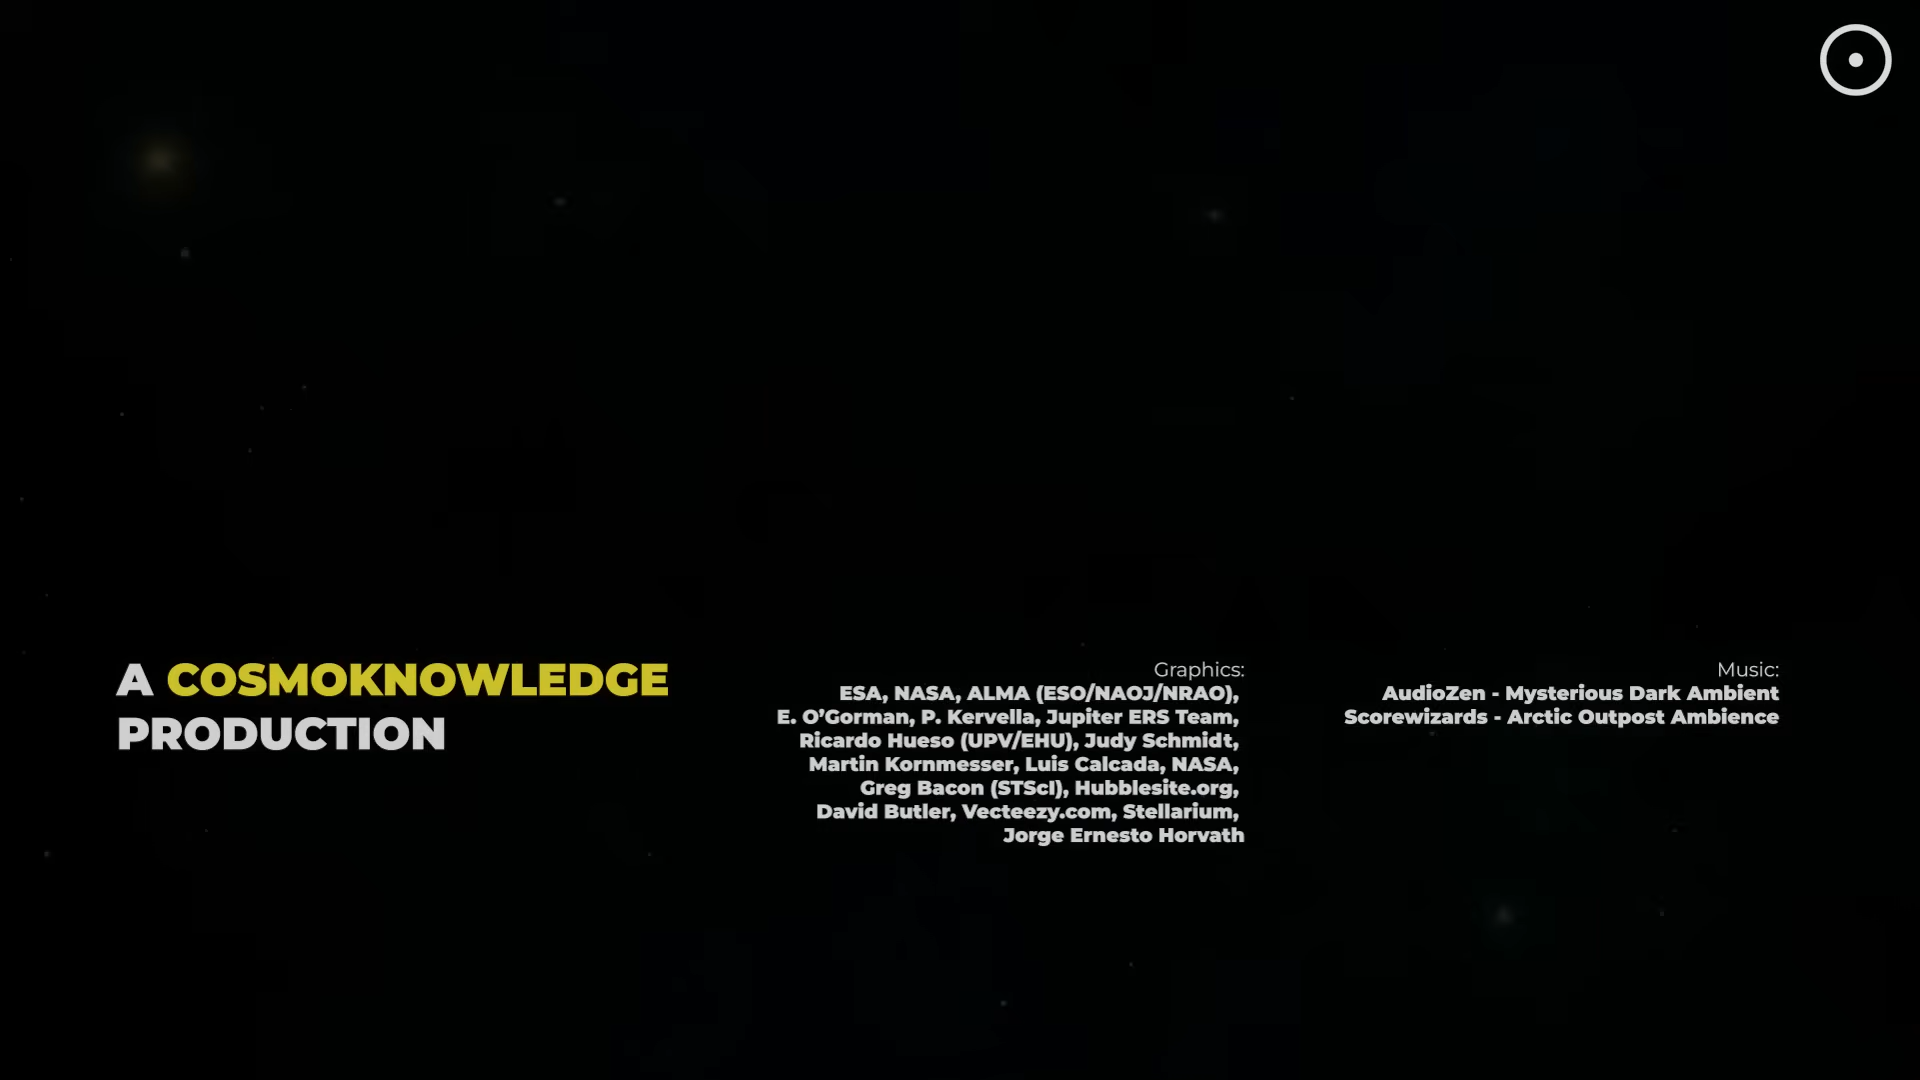 A COSMOKNOWLEDGE
PRODUCTION
Graphics:
ESA, NASA, ALMA (ESO/NAOJ/NRAO),
E. O’Gorman, P. Kervella, Jupiter ERS Team,
Ricardo Hueso (UPV/EHU), Judy Schmidt,
Martin Kornmesser, Luis Calcada, NASA,
Greg Bacon (STScI), Hubblesite.org,
David Butler, Vecteezy.com, Stellarium,
Jorge Ernesto Horvath
Music:
AudioZen - Mysterious Dark Ambient
Scorewizards - Arctic Outpost Ambience